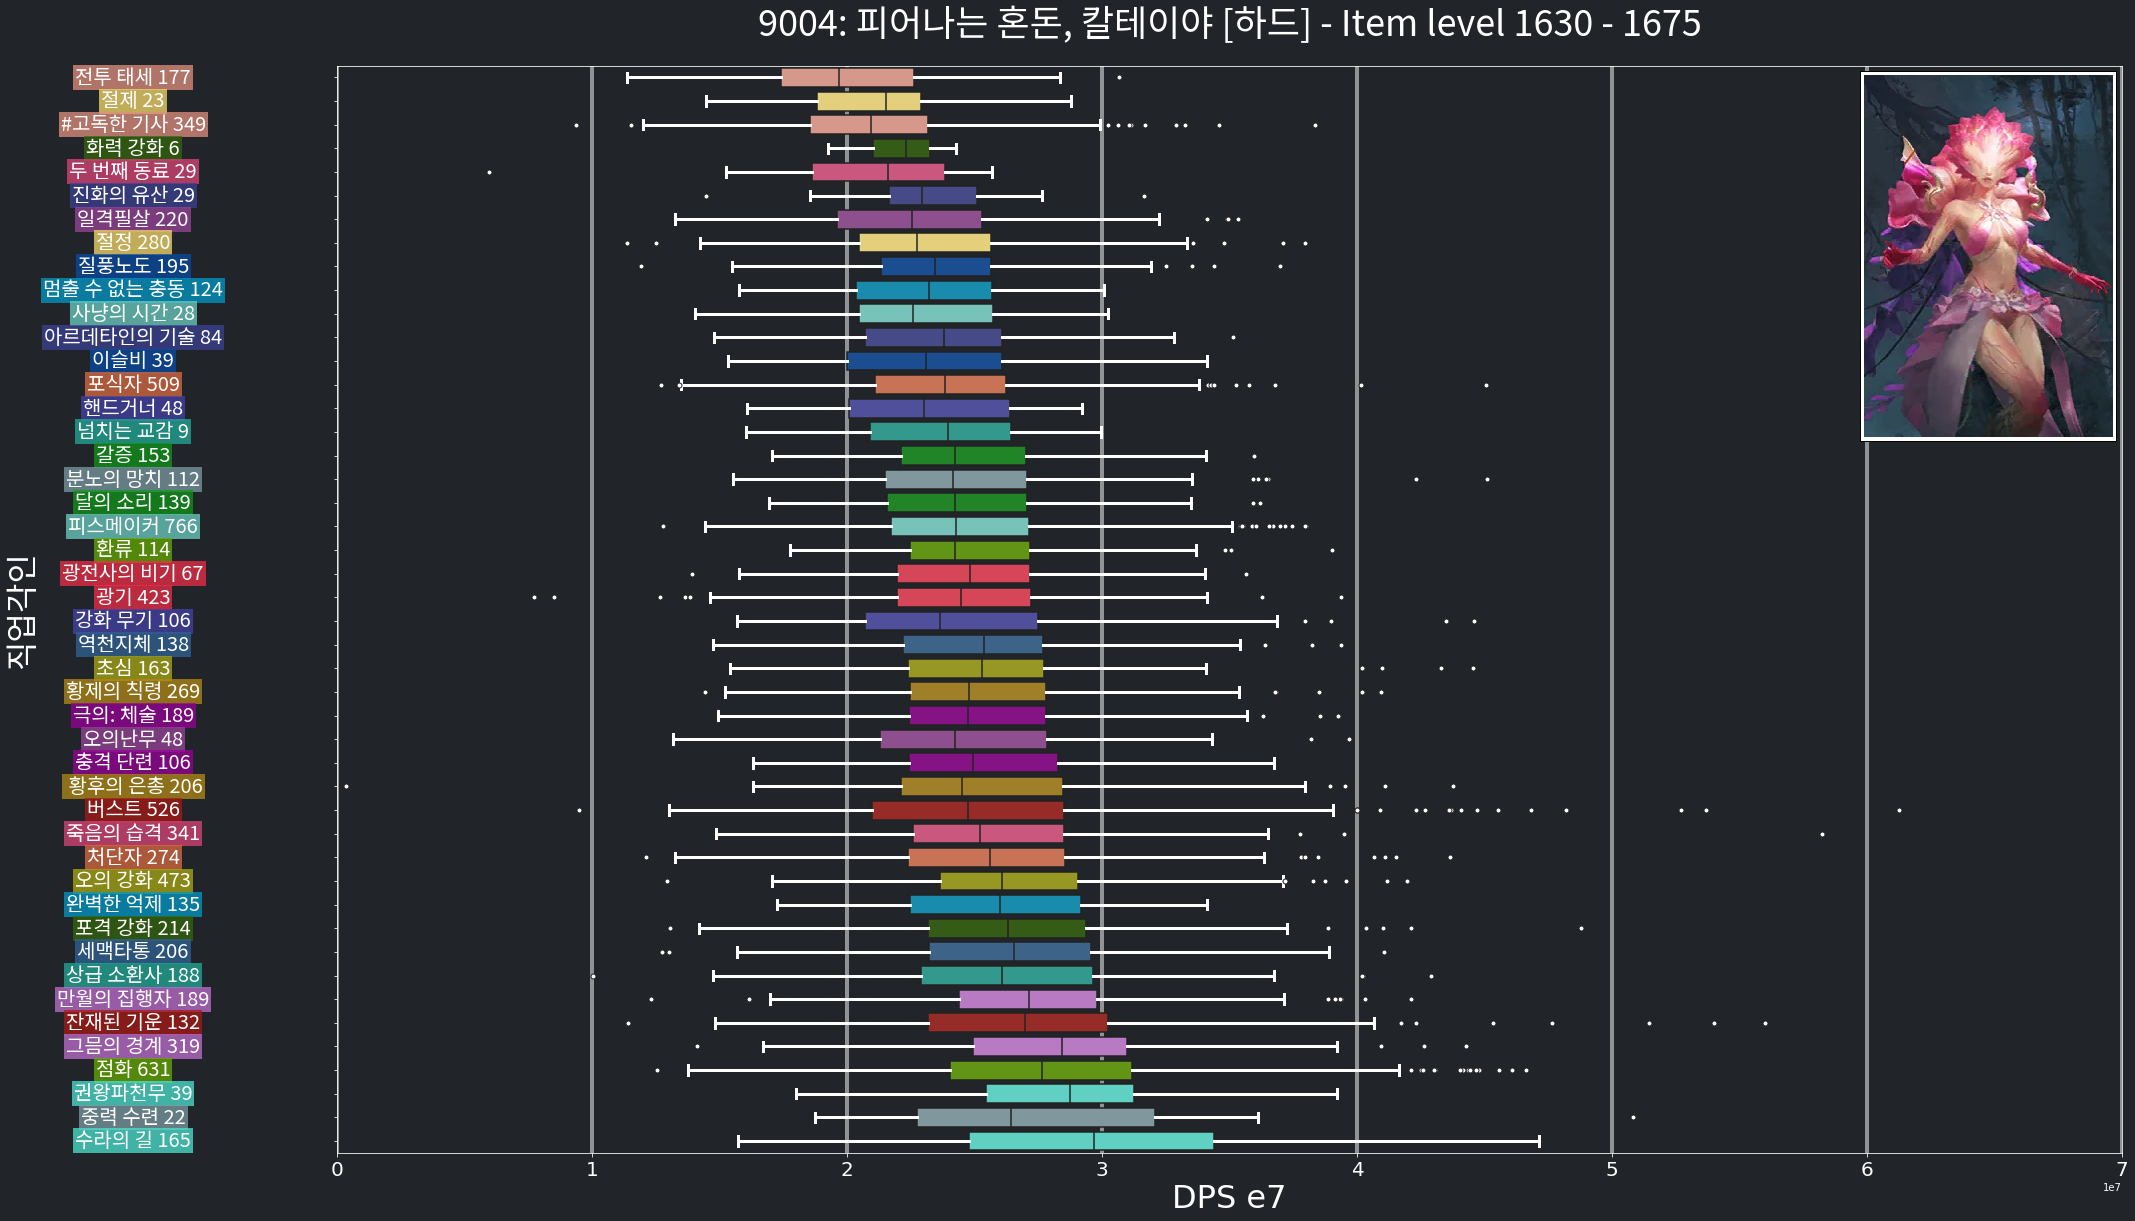 9004: 피어나는 혼돈, 칼테이야 [하드] - Item level 1630 - 1675
전투 태세 177
절제 23
#고독한 기사 349
화력 강화 6
두 번째 동료 29
진화의 유산 29
일격필살 220
절정 280
질풍노도 195
멈출 수 없는 충동 124
사냥의 시간 28
아르데타인의 기술 84
이슬비 39
포식자 509
핸드거너 48
넘치는 교감 9
갈증 153
분노의 망치 112
달의 소리 139
피스메이커 766
환류 114
광전사의 비기 67
광기 423
강화 무기 106
역천지체 138
초심 163
황제의 칙령 269
극의: 체술 189
오의난무 48
충격 단련 106
황후의 은총 206
버스트 526
죽음의 습격 341
처단자 274
오의 강화 473
완벽한 억제 135
포격 강화 214
세맥타통 206
상급 소환사 188
만월의 집행자 189
잔재된 기운 132
그믐의 경계 319
점화 631
권왕파천무 39
중력 수련 22
수라의 길 165
직업각인
0 1 2 3 4 5 6 7
1e7
DPS e7